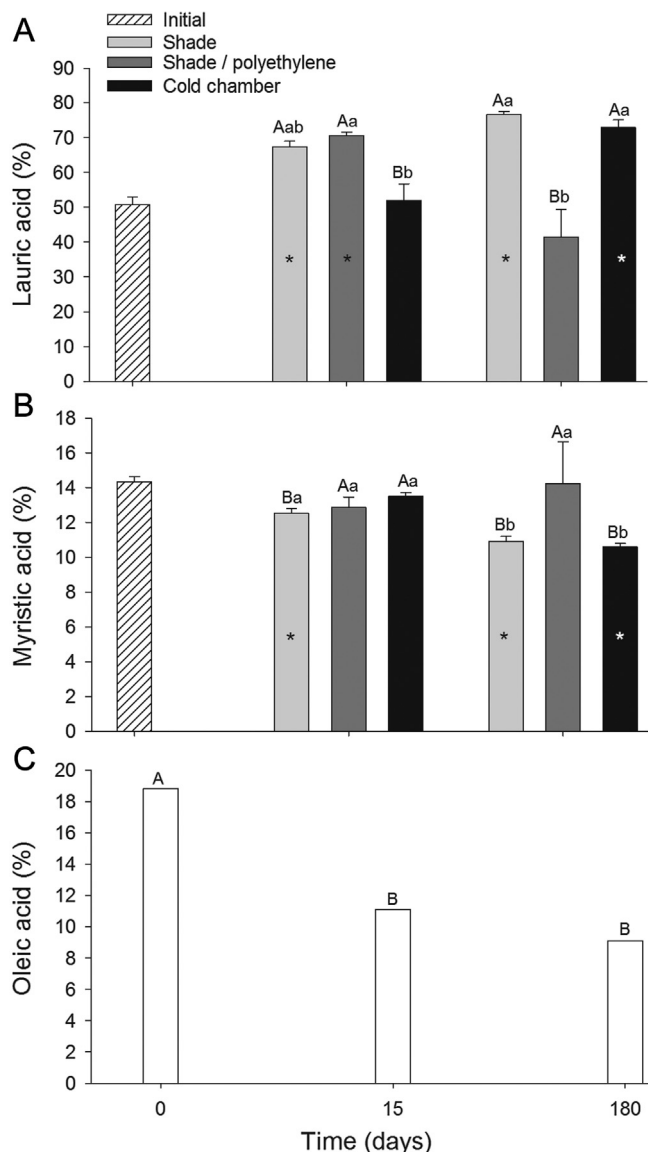 A
Initial
Shade
Shade / polyethylene
Cold chamber
Lauric acid (%)
90
80
70
60
50
40
30
20
10
0
Aab
Aa
Bb
Aa
Bb
Aa
*
*
*
*
B
Myristic acid (%)
18
16
14
12
10
8
6
4
2
0
Ba
Aa
Aa
Bb
Aa
Bb
*
*
*
C
Oleic acid (%)
20
18
16
14
12
10
8
6
4
2
0
A
B
B
0 15 180
Time (days)